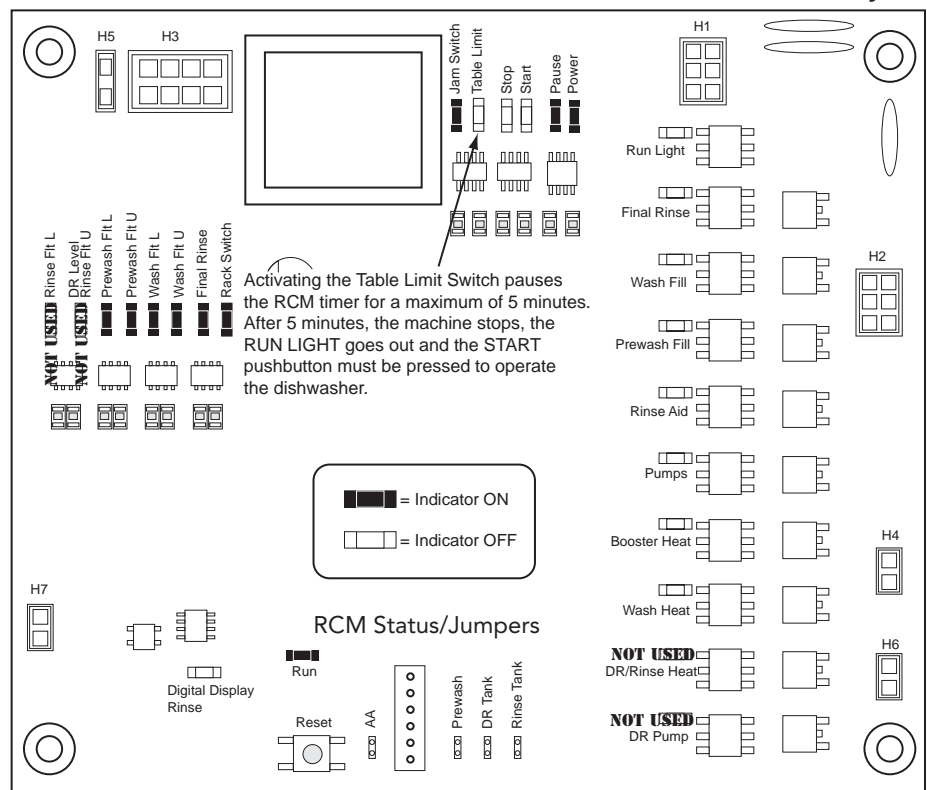 H5
H3
H1
Jam Switch
Table Limit
Stop
Start
Pause
Power
Run Light
Final Rinse
Wash Fill
H2
Prewash Fill
Rinse Aid
Pumps
Booster Heat
H4
Wash Heat
NOT USED
DR/Rinse Heat
H6
NOT USED
DR Pump
Rinse Flt L
NOT USED
DR Level
Rinse Flt U
NOT USED
Prewash Flt L
Prewash Flt U
Wash Flt L
Wash Flt U
Final Rinse
Rack Switch
Activating the Table Limit Switch pauses
the RCM timer for a maximum of 5 minutes.
After 5 minutes, the machine stops, the
RUN LIGHT goes out and the START
pushbutton must be pressed to operate
the dishwasher.
= Indicator ON
= Indicator OFF
H7
RCM Status/Jumpers
Run
Digital Display
Rinse
Reset
AA
Prewash
DR Tank
Rinse Tank